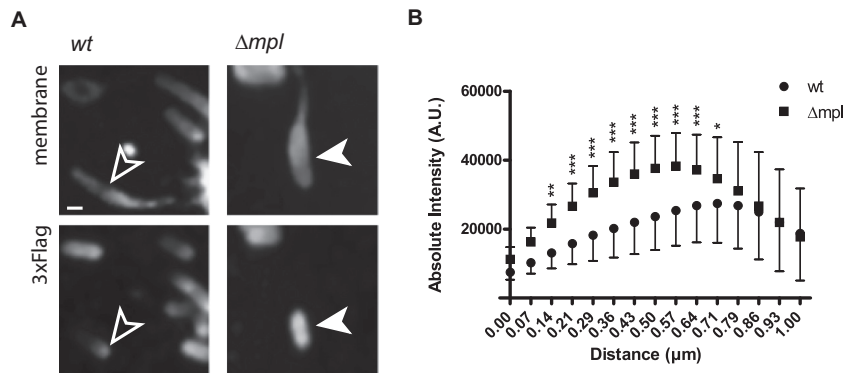 A
wt
Δmpl
membrane
3xFlag
B
Absolute Intensity (A.U.)
60000
40000
20000
**
***
***
***
***
***
***
***
*
wt
Δmpl
0.00 0.07 0.14 0.21 0.29 0.36 0.43 0.50 0.57 0.64 0.71 0.79 0.86 0.93 1.00
Distance (µm)